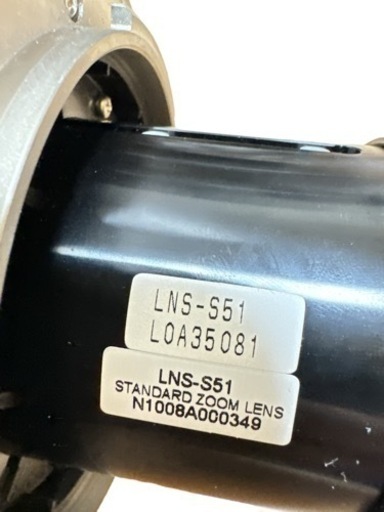 LNS-S51
L0A35081
LNS-S51
STANDARD ZOOM LENS
N1008A000349